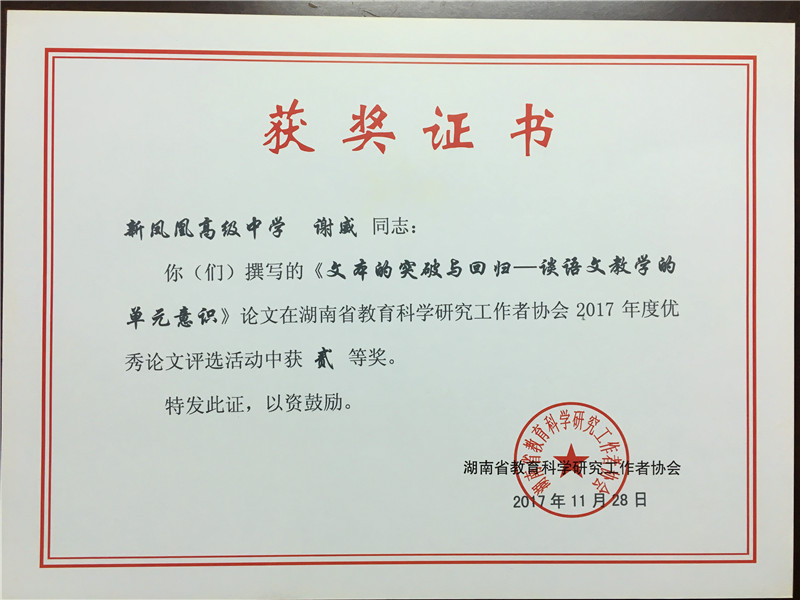 获奖证书
新凤凰高级中学 谢威 同志：
你（们）撰写的《文本的突破与回归—谈语文教学的
单元意识》论文在湖南省教育科学研究工作者协会 2017 年度优
秀论文评选活动中获 贰 等奖。
特发此证，以资鼓励。
湖南省教育科学研究工作者协会
湖南省教育科学研究工作者协会
2017 年 11 月 28 日